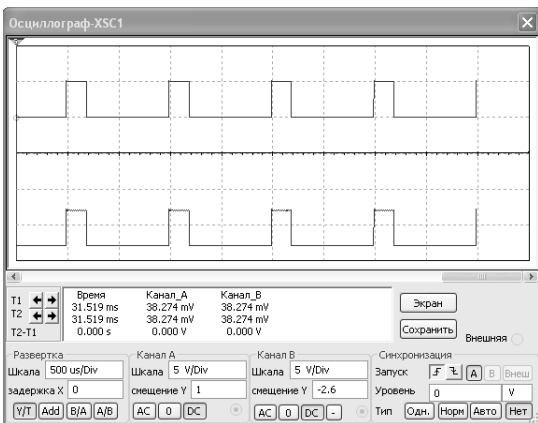 Осциллограф-XSC1
Время Канал_A Канал_B
T1 31.519 ms 38.274 mV 38.274 mV
T2 31.519 ms 38.274 mV 38.274 mV
T2-T1 0.000 s 0.000 V 0.000 V
Экран
Сохранить
Внешняя
Развертка
Шкала 500 us/Div
задержка X 0
Y/T Add B/A A/B
Канал A
Шкала 5 V/Div
смещение Y 1
AC 0 DC
Канал B
Шкала 5 V/Div
смещение Y -2.6
AC 0 DC -
Синхронизация
Запуск A B Внеш
Уровень 0 V
Тип Одн. Норм Авто Нет